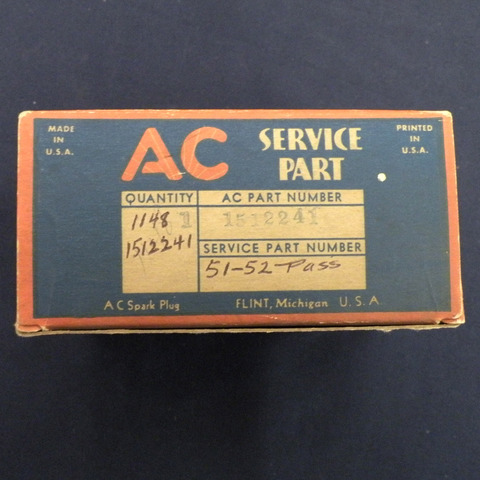 MADE
IN
U.S.A.
AC
SERVICE
PART
PRINTED
IN
U.S.A.
QUANTITY
1
1148
1512241
AC PART NUMBER
1512241
SERVICE PART NUMBER
51-52 Pass
AC Spark Plug
FLINT, Michigan U.S.A